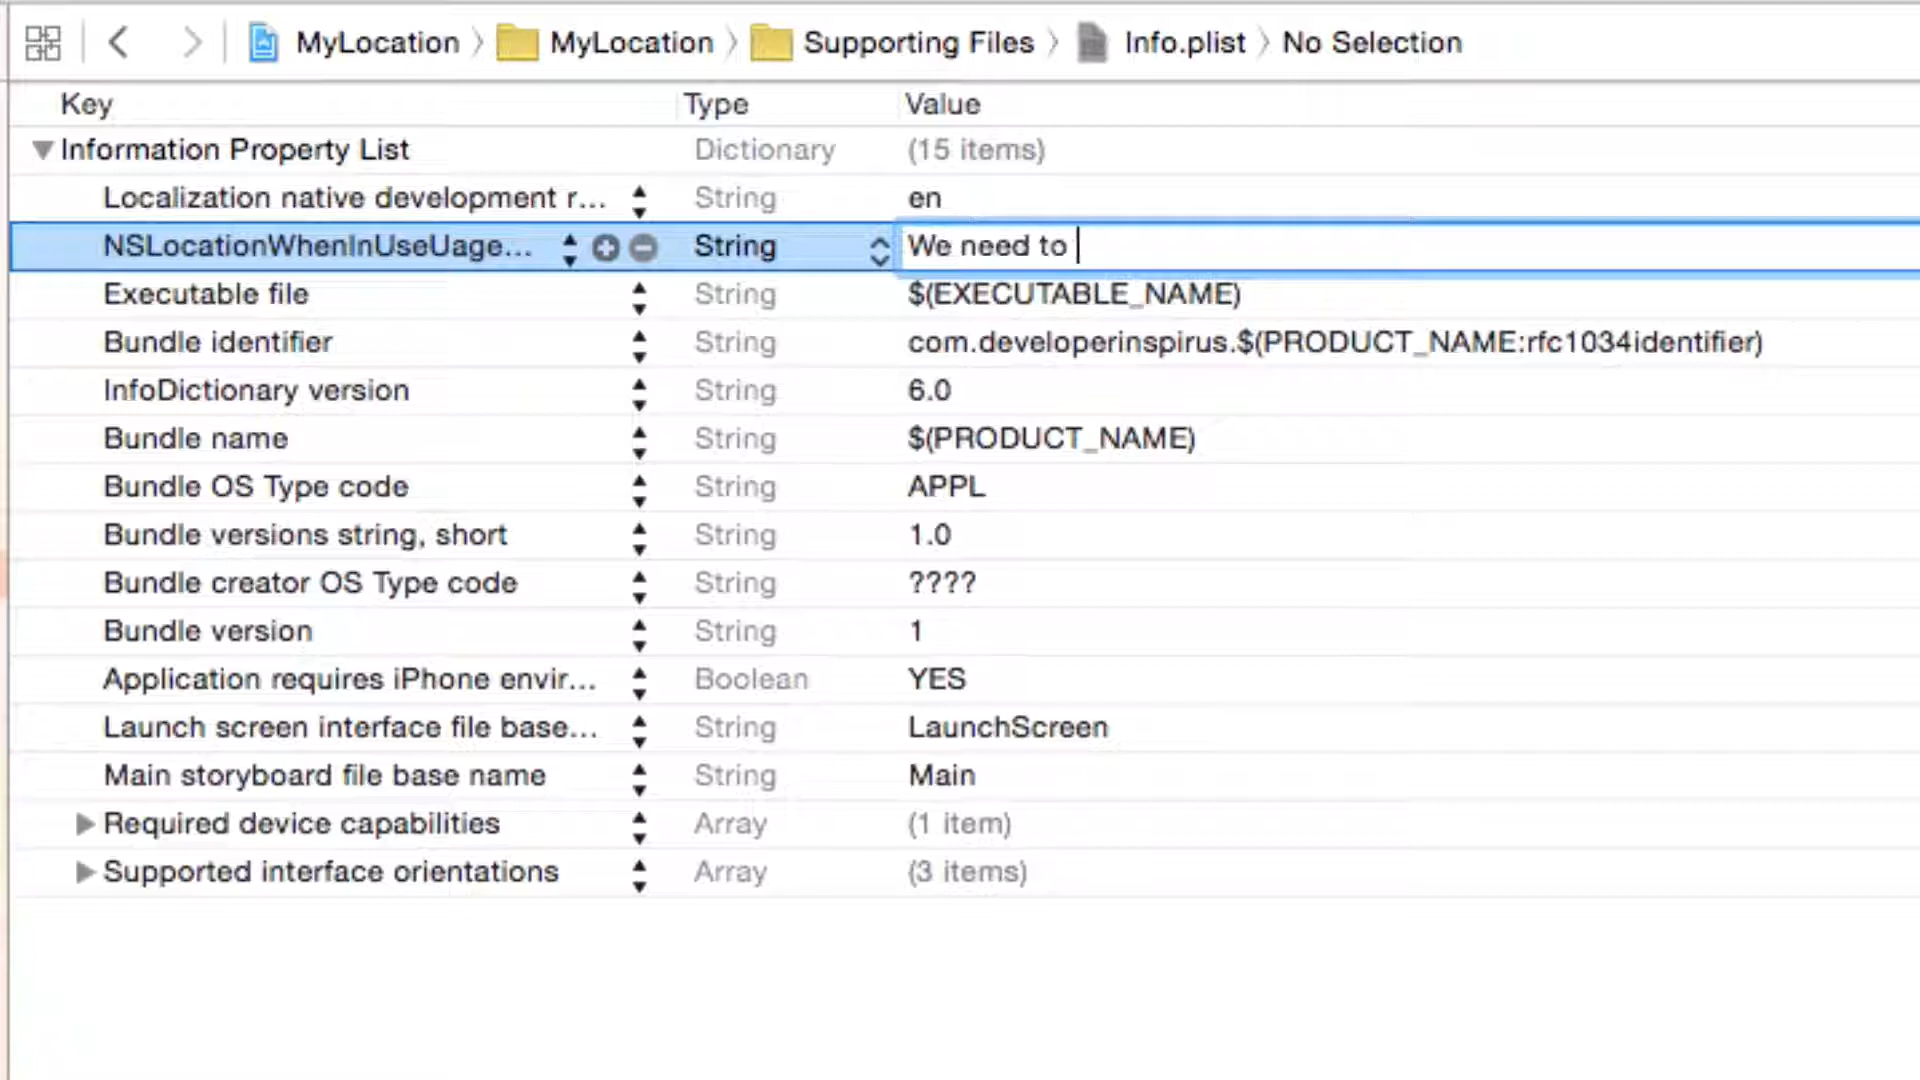 MyLocation MyLocation Supporting Files Info.plist No Selection
Key Type Value
Information Property List Dictionary (15 items)
Localization native development r... String en
NSLocationWhenInUseUage... String We need to
Executable file String $(EXECUTABLE_NAME)
Bundle identifier String com.developerinspirus.$(PRODUCT_NAME:rfc1034identifier)
InfoDictionary version String 6.0
Bundle name String $(PRODUCT_NAME)
Bundle OS Type code String APPL
Bundle versions string, short String 1.0
Bundle creator OS Type code String ????
Bundle version String 1
Application requires iPhone envir... Boolean YES
Launch screen interface file base... String LaunchScreen
Main storyboard file base name String Main
Required device capabilities Array (1 item)
Supported interface orientations Array (3 items)